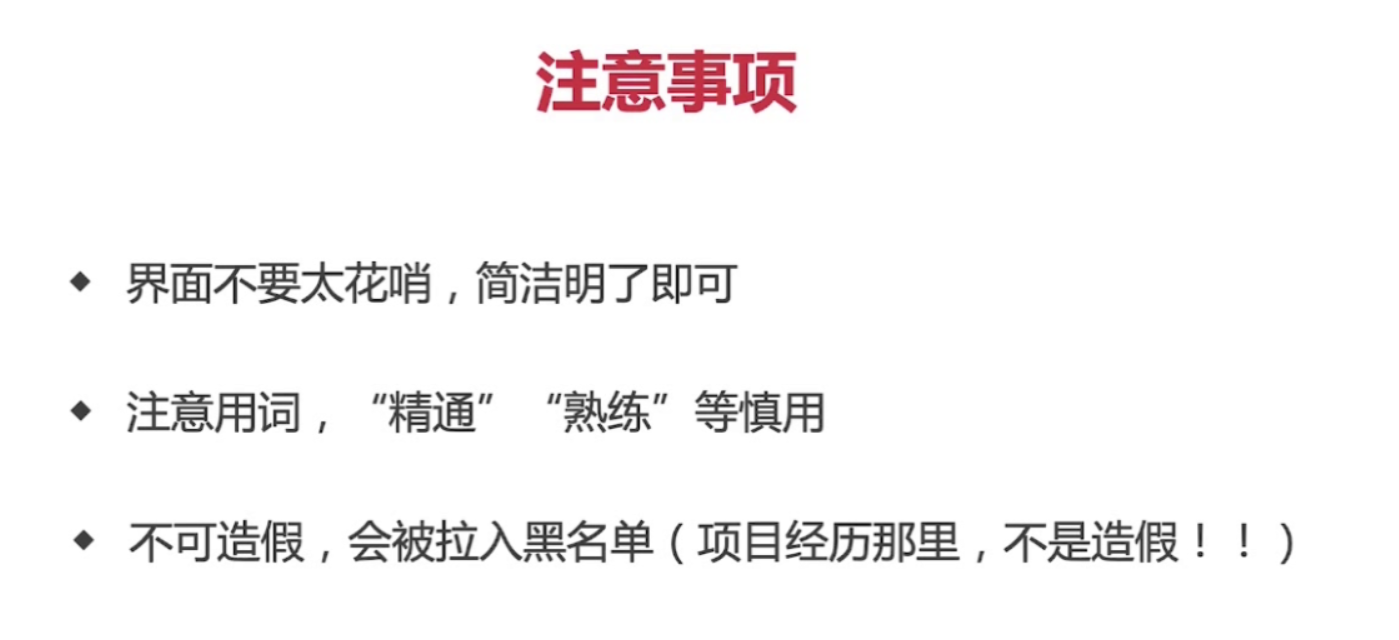 注意事项
◆ 界面不要太花哨，简洁明了即可
◆ 注意用词，“精通”“熟练”等慎用
◆ 不可造假，会被拉入黑名单（项目经历那里，不是造假！！）